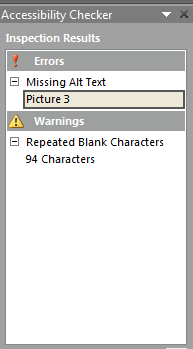 Accessibility Checker
Inspection Results
Errors
Missing Alt Text
Picture 3
Warnings
Repeated Blank Characters
94 Characters